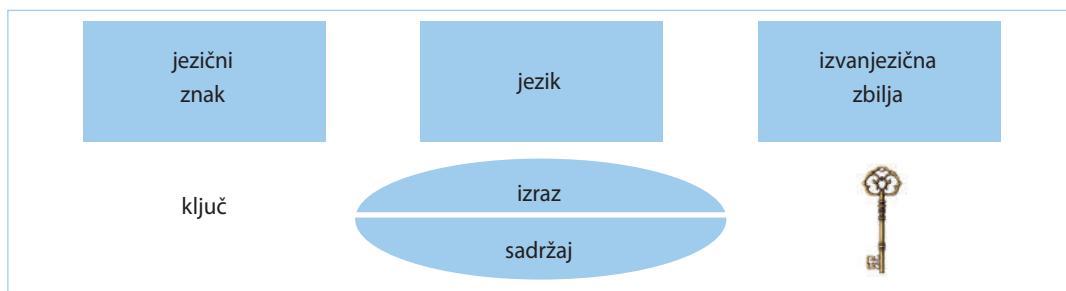 jezični
znak
jezik
izvanjezična
zbilja
ključ
izraz
sadržaj